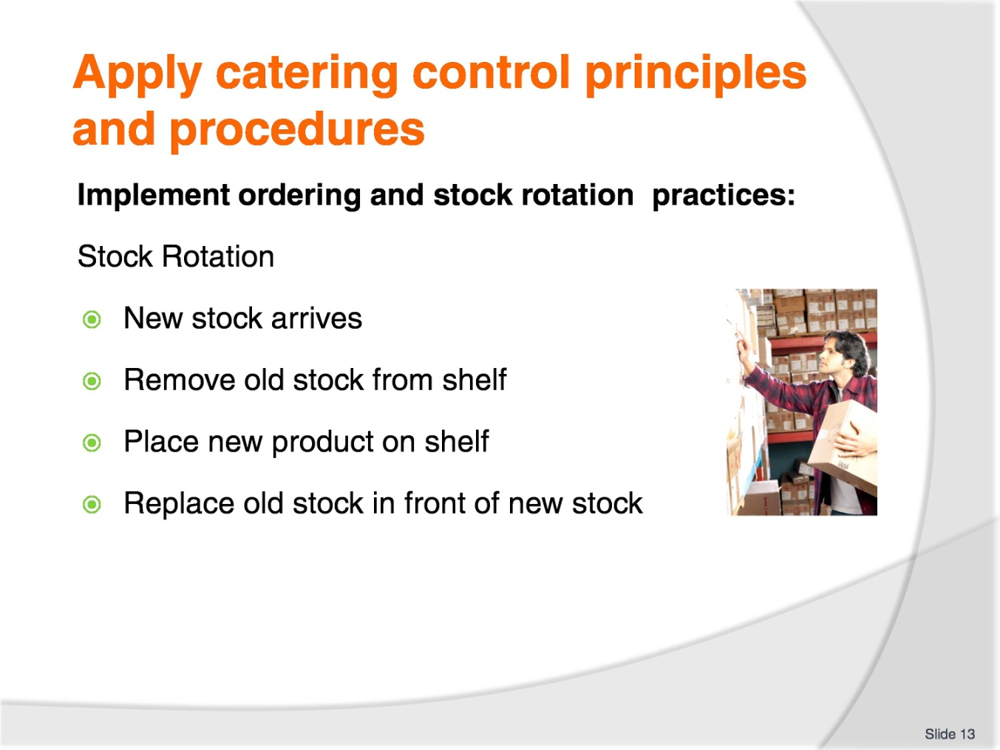 Apply catering control principles
and procedures
Implement ordering and stock rotation  practices:
Stock Rotation
New stock arrives
Remove old stock from shelf
Place new product on shelf
Replace old stock in front of new stock
Slide 13